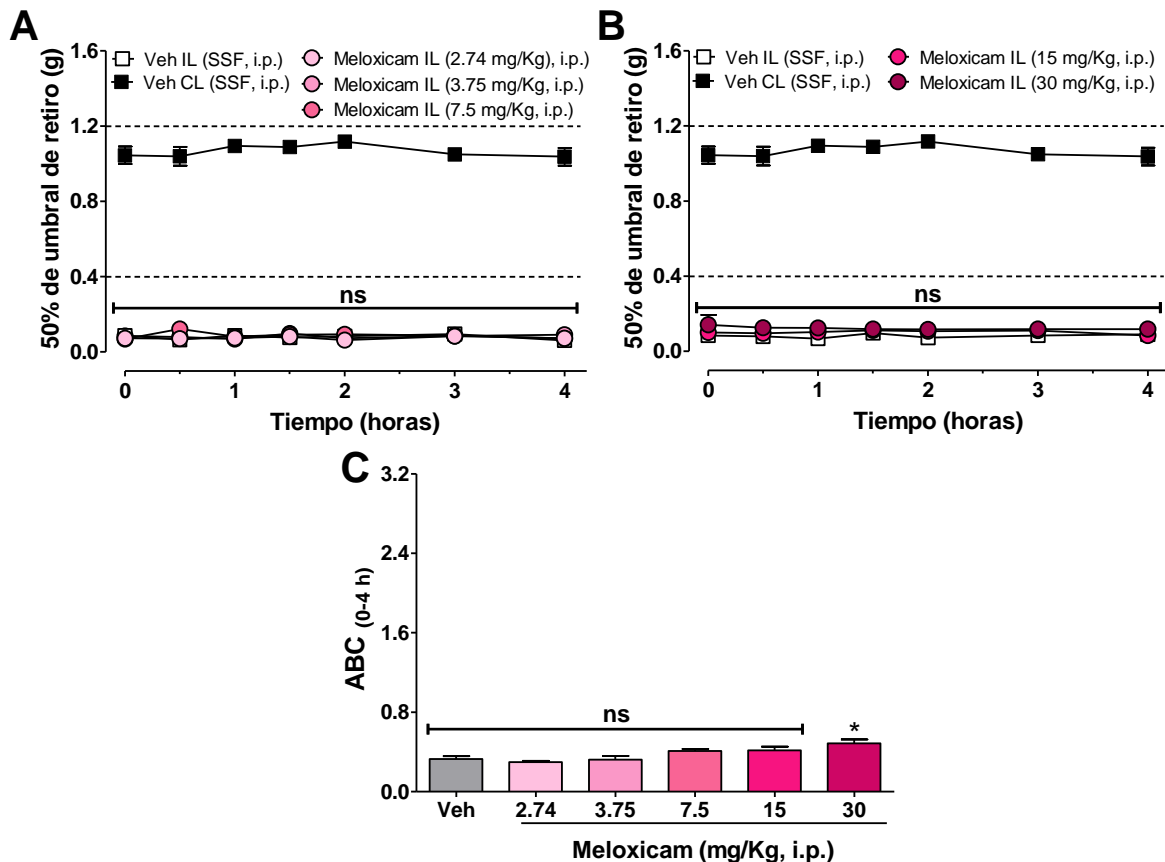 A
50% de umbral de retiro (g)
1.6
1.2
0.8
0.4
0.0
Veh IL (SSF, i.p.)
Veh CL (SSF, i.p.)
Meloxicam IL (2.74 mg/Kg), i.p.)
Meloxicam IL (3.75 mg/Kg, i.p.)
Meloxicam IL (7.5 mg/Kg, i.p.)
ns
0 1 2 3 4
Tiempo (horas)
B
50% de umbral de retiro (g)
1.6
1.2
0.8
0.4
0.0
Veh IL (SSF, i.p.)
Veh CL (SSF, i.p.)
Meloxicam IL (15 mg/Kg, i.p.)
Meloxicam IL (30 mg/Kg, i.p.)
ns
0 1 2 3 4
Tiempo (horas)
C
ABC (0-4 h)
3.2
2.4
1.6
0.8
0.0
ns
*
Veh 2.74 3.75 7.5 15 30
Meloxicam (mg/Kg, i.p.)